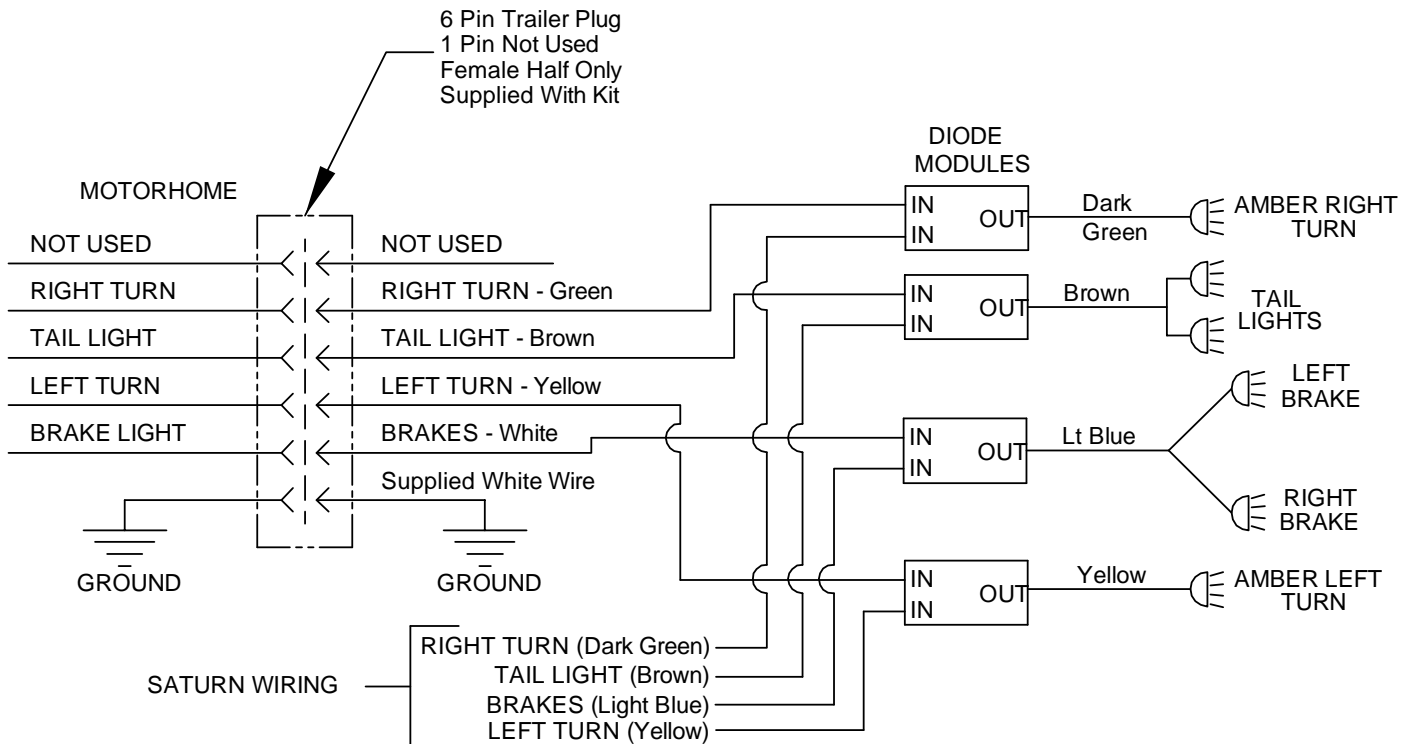 6 Pin Trailer Plug
1 Pin Not Used
Female Half Only
Supplied With Kit
DIODE
MODULES
MOTORHOME
NOT USED
NOT USED
RIGHT TURN
RIGHT TURN - Green
TAIL LIGHT
TAIL LIGHT - Brown
LEFT TURN
LEFT TURN - Yellow
BRAKE LIGHT
BRAKES - White
Supplied White Wire
GROUND
GROUND
IN
IN
OUT
Dark
Green
AMBER RIGHT
TURN
IN
IN
OUT
Brown
TAIL
LIGHTS
IN
IN
OUT
Lt Blue
LEFT
BRAKE
RIGHT
BRAKE
IN
IN
OUT
Yellow
AMBER LEFT
TURN
SATURN WIRING
RIGHT TURN (Dark Green)
TAIL LIGHT (Brown)
BRAKES (Light Blue)
LEFT TURN (Yellow)